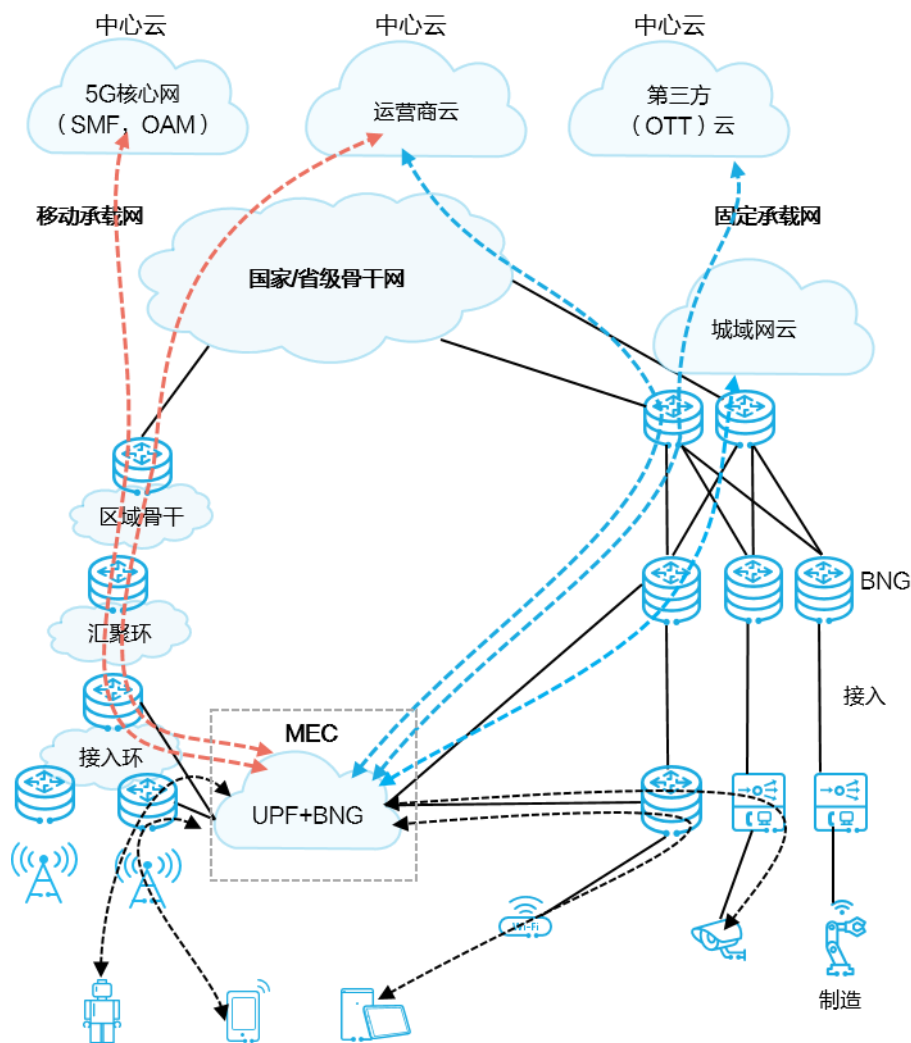 中心云
中心云
中心云
5G核心网
（SMF，OAM）
运营商云
第三方
（OTT）云
移动承载网
固定承载网
国家/省级骨干网
城域网云
区域骨干
BNG
汇聚环
接入
MEC
接入环
UPF+BNG
Wi-Fi
制造